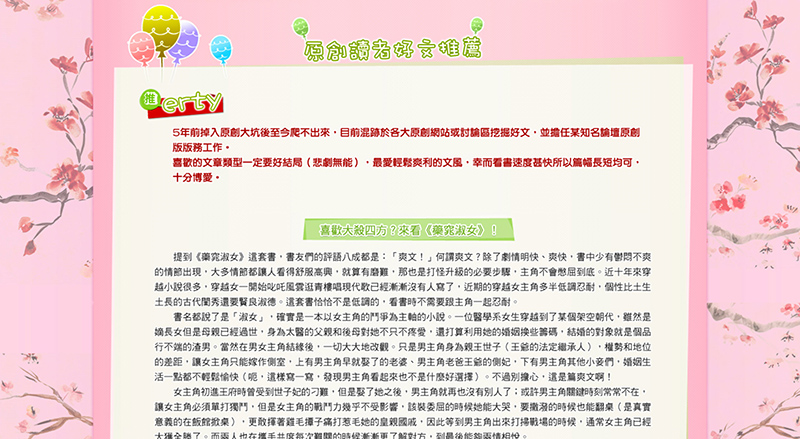 原創讀者好文推薦
推 erty
5年前掉入原創大坑後至今爬不出來，目前混跡於各大原創網站或討論區挖掘好文，並擔任某知名論壇原創
版版務工作。
喜歡的文章類型一定要好結局（悲劇無能），最愛輕鬆爽利的文風，幸而看書速度甚快所以篇幅長短均可，
十分博愛。
喜歡大殺四方？來看《藥窕淑女》！
提到《藥窕淑女》這套書，書友們的評語八成都是：「爽文！」何謂爽文？除了劇情明快、爽快，書中少有鬱悶不爽
的情節出現，大多情節都讓人看得舒服高興，就算有磨難，那也是打怪升級的必要步驟，主角不會憋屈到底。近十年來穿
越小說很多，穿越女一開始叱吒風雲逛青樓唱現代歌已經漸漸沒有人寫了，近期的穿越女主角多半低調忍耐，個性比土生
土長的古代閨秀還要賢良淑德。這套書恰恰不是低調的，看書時不需要跟主角一起忍耐。
書名都說了是「淑女」，確實是一本以女主角的鬥爭為主軸的小說。一位醫學系女生穿越到了某個架空朝代，雖然是
嫡長女但是母親已經過世，身為太醫的父親和後母對她不只不疼愛，還打算利用她的婚姻換些籌碼，結婚的對象就是個品
行不端的渣男。當然在男女主角結緣後，一切大大地改觀。只是男主角身為親王世子（王爺的法定繼承人），權勢和地位
的差距，讓女主角只能嫁作側室，上有男主角早就娶了的老婆、男主角老爸王爺的側妃，下有男主角其他小妾們，婚姻生
活一點都不輕鬆愉快（呃，這樣寫一寫，發現男主角看起來也不是什麼好選擇）。不過別擔心，這是篇爽文啊！
女主角初進王府時曾受到世子妃的刁難，但是娶了她之後，男主角就再也沒有別人了；或許男主角關鍵時刻常常不在，
讓女主角必須單打獨鬥，但是女主角的戰鬥力幾乎不受影響，該裝委屈的時候她能大哭，要撒潑的時候也能翻桌（是真實
意義的在飯館掀桌），更敢揮著雞毛撢子痛打惹毛她的皇親國戚，因此等到男主角出來打掃戰場的時候，通常女主角已經
大獲全勝了。而兩人也在攜手共度每次難關的時候漸漸更了解對方，到最後能夠兩情相悅。